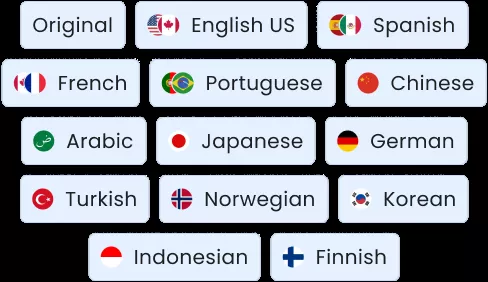 Original English US Spanish
French Portuguese Chinese
ض Arabic Japanese German
Turkish Norwegian Korean
Indonesian Finnish